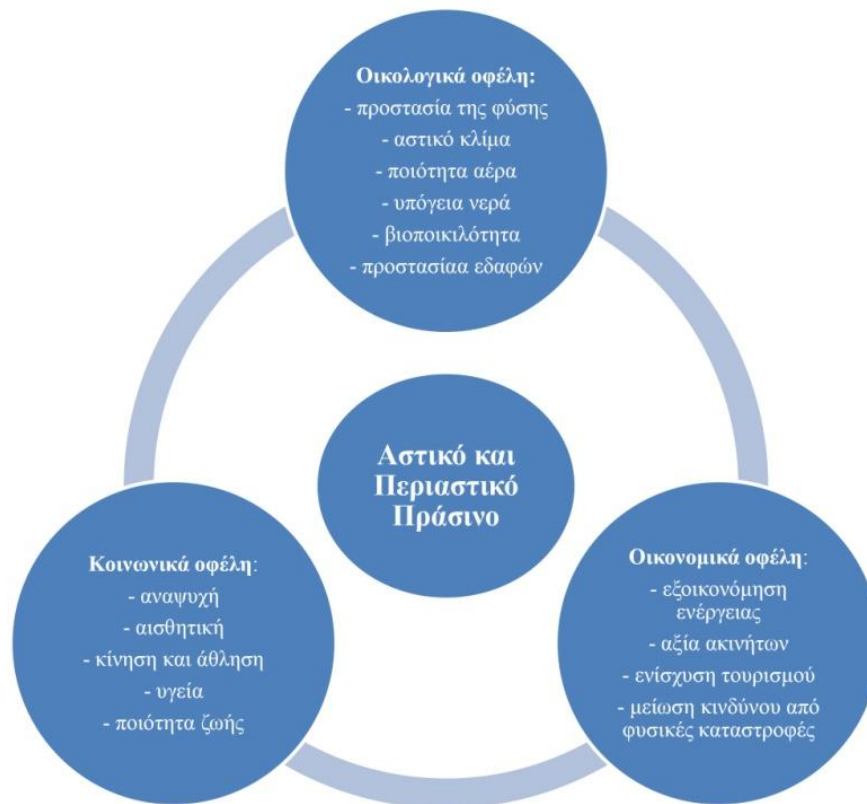 Οικολογικά οφέλη:
- προστασία της φύσης
- αστικό κλίμα
- ποιότητα αέρα
- υπόγεια νερά
- βιοποικιλότητα
- προστασίαα εδαφών
Αστικό και
Περιαστικό
Πράσινο
Κοινωνικά οφέλη:
- αναψυχή
- αισθητική
- κίνηση και άθληση
- υγεία
- ποιότητα ζωής
Οικονομικά οφέλη:
- εξοικονόμηση
ενέργειας
- αξία ακινήτων
- ενίσχυση τουρισμού
- μείωση κινδύνου από
φυσικές καταστροφές